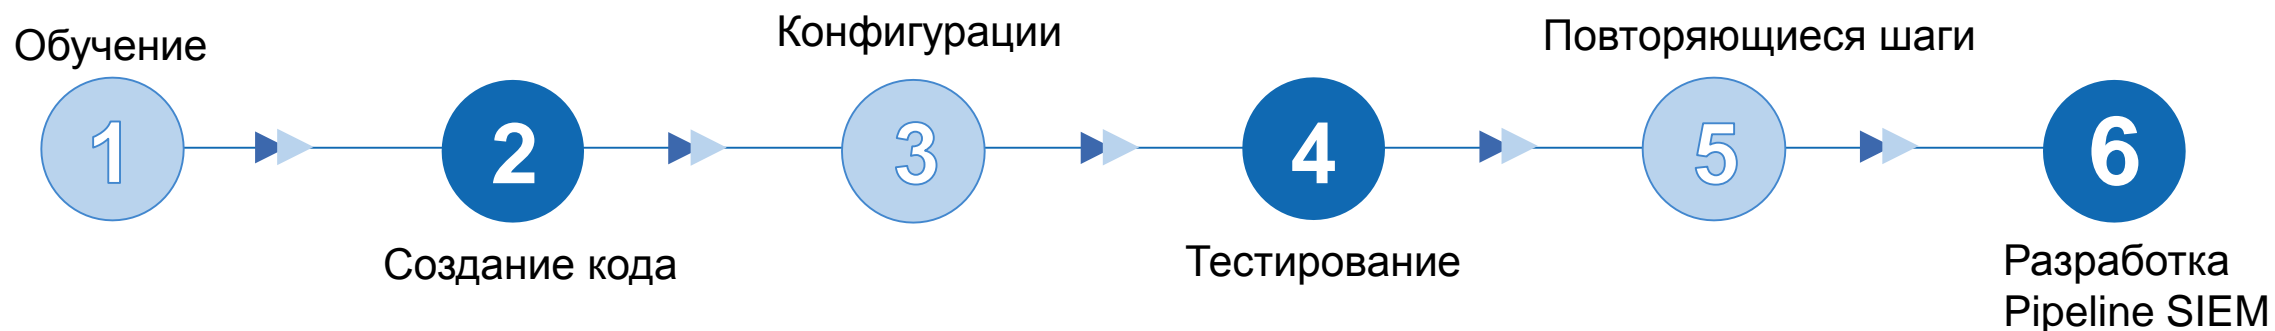 Обучение
Конфигурации
Повторяющиеся шаги
1
2
3
4
5
6
Создание кода
Тестирование
Разработка
Pipeline SIEM